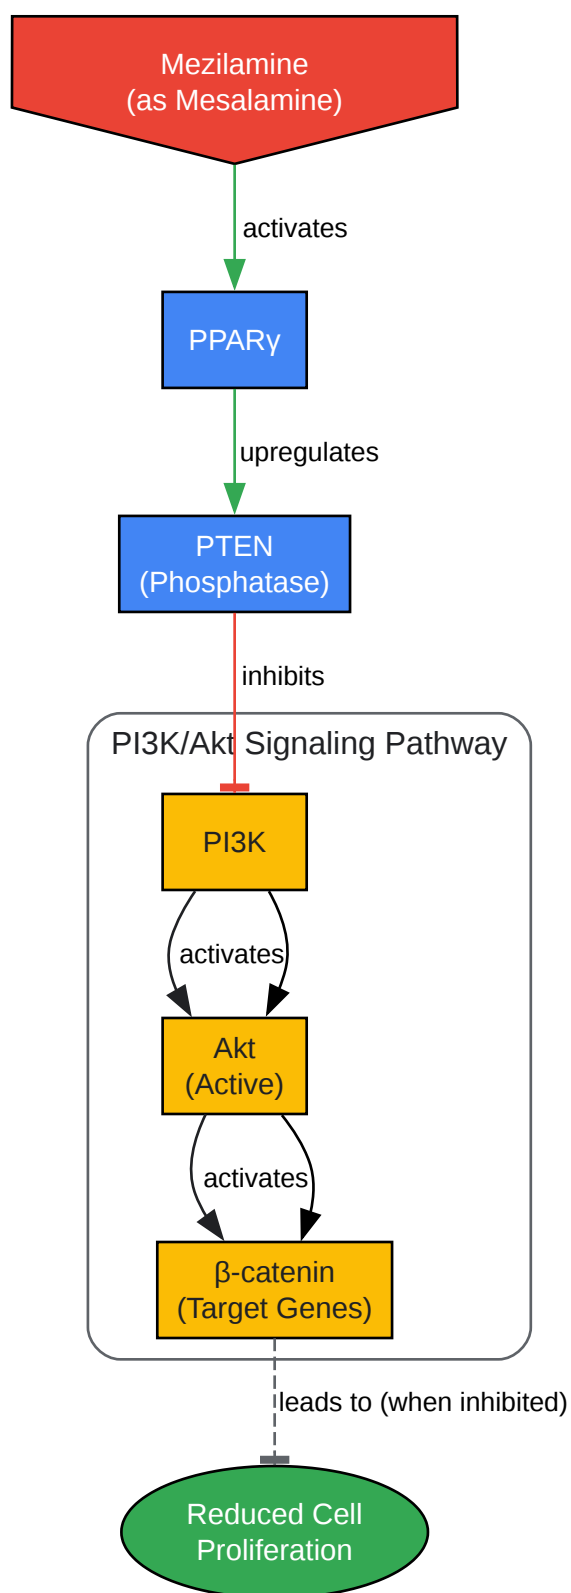 Mezilamine
(as Mesalamine)
activates
PPARγ
upregulates
PTEN
(Phosphatase)
inhibits
PI3K/Akt Signaling Pathway
PI3K
activates
Akt
(Active)
activates
β-catenin
(Target Genes)
leads to (when inhibited)
Reduced Cell
Proliferation